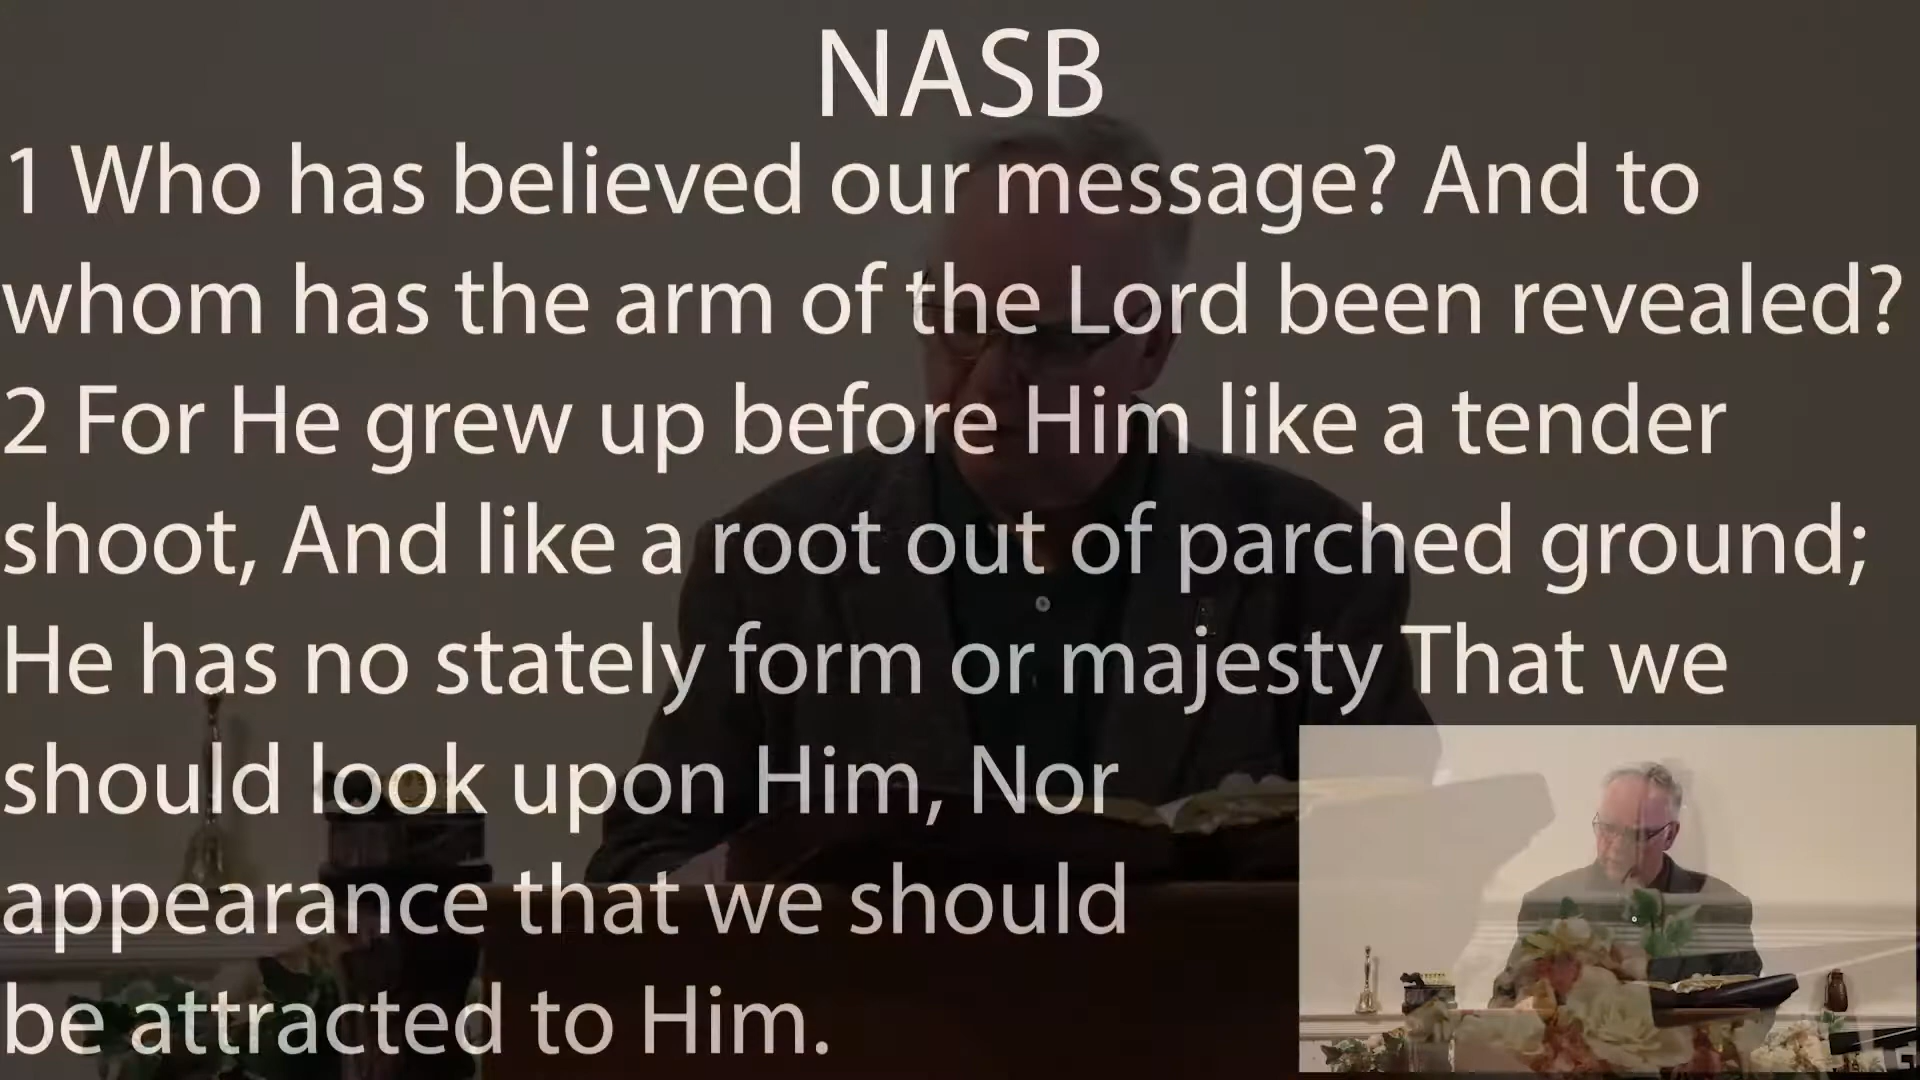 NASB
1 Who has believed our message? And to
whom has the arm of the Lord been revealed?
2 For He grew up before Him like a tender
shoot, And like a root out of parched ground;
He has no stately form or majesty That we
should look upon Him, Nor
appearance that we should
be attracted to Him.